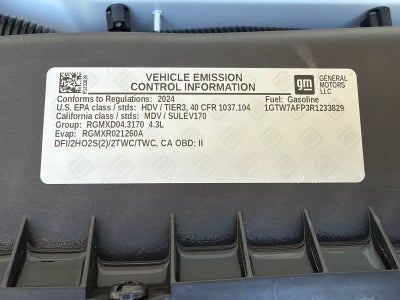 VEHICLE EMISSION
CONTROL INFORMATION
gm
GENERAL
MOTORS
LLC
Conforms to Regulations: 2024
Fuel: Gasoline
U.S. EPA class / stds: HDV / TIER3, 40 CFR 1037.104
1GTW7AFP3R1233829
California class / stds: MDV / SULEV170
Group: RGMXD04.3170 4.3L
Evap: RGMXR021260A
DFI/2HO2S(2)/2TWC/TWC, CA OBD: II